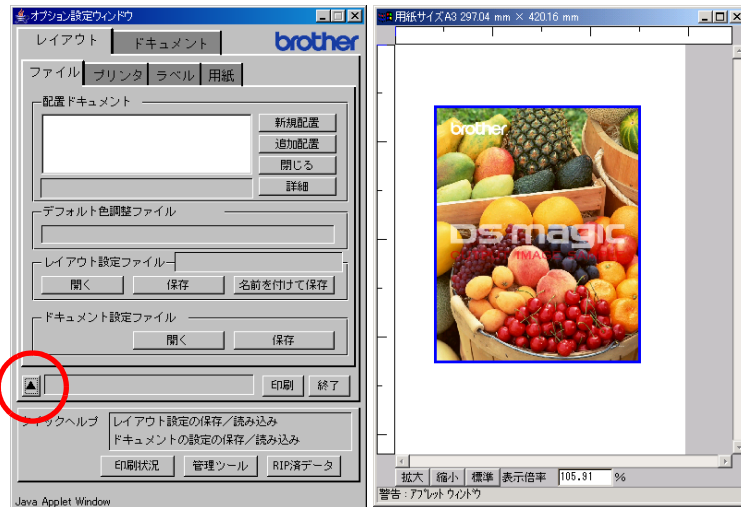 オプション設定ウィンドウ
レイアウト ドキュメント brother
ファイル プリンタ ラベル 用紙
配置ドキュメント
新規配置
追加配置
閉じる
詳細
デフォルト色調整ファイル
レイアウト設定ファイル
開く 保存 名前を付けて保存
ドキュメント設定ファイル
開く 保存
▲ 印刷 終了
クイックヘルプ レイアウト設定の保存／読み込み
ドキュメントの設定の保存／読み込み
印刷状況 管理ツール RIP済データ
Java Applet Window
用紙サイズA3 297.04 mm × 420.16 mm
brother
DS magic
拡大 縮小 標準 表示倍率 105.91 %
警告：アプレット ウィンドウ